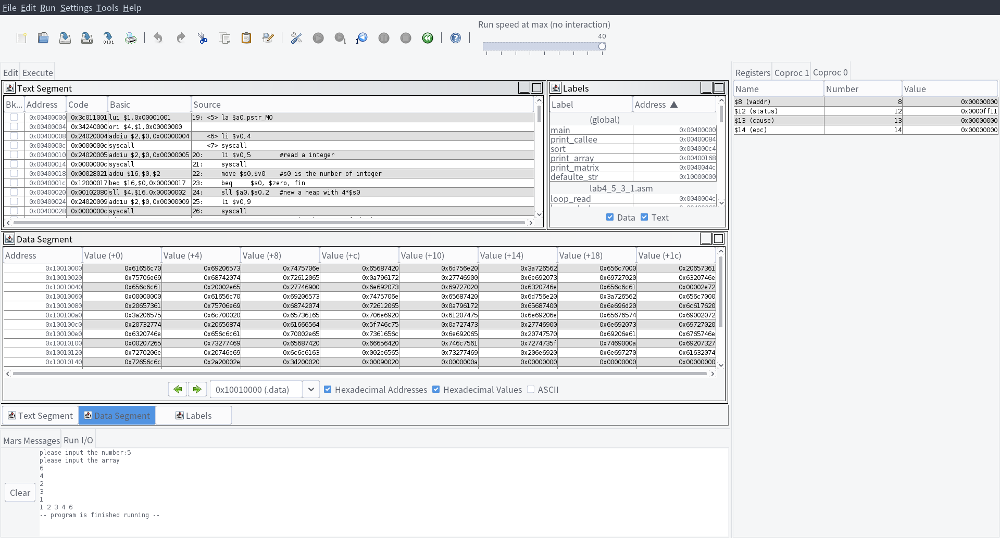 File Edit Run Settings Tools Help
Run speed at max (no interaction)
40
Edit Execute
Registers Coproc 1 Coproc 0
Text Segment
Bk... Address Code Basic Source
0x00400000 0x3c011001 lui $1,0x00001001 19: <5> la $a0,pstr_M0
0x00400004 0x34240000 ori $4,$1,0x00000000
0x00400008 0x24020004 addiu $2,$0,0x00000004 <6> li $v0,4
0x0040000c 0x0000000c syscall <7> syscall
0x00400010 0x24020005 addiu $2,$0,0x00000005 20: li $v0,5 #read a integer
0x00400014 0x0000000c syscall 21: syscall
0x00400018 0x00028021 addu $16,$0,$2 22: move $s0,$v0 #s0 is the number of integer
0x0040001c 0x12000017 beq $16,$0,0x00000017 23: beq $s0, $zero, fin
0x00400020 0x00102080 sll $4,$16,0x00000002 24: sll $a0,$s0,2 #new a heap with 4*$s0
0x00400024 0x24020009 addiu $2,$0,0x00000009 25: li $v0,9
0x00400028 0x0000000c syscall 26: syscall
Labels
Label Address ▲
(global)
main 0x00400000
print_callee 0x00400084
sort 0x004000c4
print_array 0x00400168
print_matrix 0x0040044c
defaulte_str 0x10000000
lab4_5_3_1.asm
loop_read 0x0040004c
Data Text
Name Number Value
$8 (vaddr) 8 0x00000000
$12 (status) 12 0x0000ff11
$13 (cause) 13 0x00000000
$14 (epc) 14 0x00000000
Data Segment
Address Value (+0) Value (+4) Value (+8) Value (+c) Value (+10) Value (+14) Value (+18) Value (+1c)
0x10010000 0x61656c70 0x69206573 0x7475706e 0x65687420 0x6d756e20 0x3a726562 0x656c7000 0x20657361
0x10010020 0x75706e69 0x68742074 0x72612065 0x0a796172 0x27746900 0x6e692073 0x69727020 0x6320746e
0x10010040 0x656c6c61 0x20002e65 0x27746900 0x6e692073 0x69727020 0x6320746e 0x656c6c61 0x00002e72
0x10010060 0x00000000 0x61656c70 0x69206573 0x7475706e 0x65687420 0x6d756e20 0x3a726562 0x656c7000
0x10010080 0x20657361 0x75706e69 0x68742074 0x72612065 0x0a796172 0x65687400 0x6e696d20 0x6c617620
0x100100a0 0x3a206575 0x6c700020 0x65736165 0x706e6920 0x61207475 0x6e69206e 0x65676574 0x69002072
0x100100c0 0x20732774 0x20656874 0x61666564 0x5f746c75 0x0a727473 0x27746900 0x6e692073 0x69727020
0x100100e0 0x6320746e 0x656c6c61 0x70002e65 0x7361656c 0x6e692065 0x20747570 0x69206e61 0x6765746e
0x10010100 0x00207265 0x73277469 0x65687420 0x66656420 0x746c7561 0x7274735f 0x7469000a 0x69207327
0x10010120 0x7270206e 0x20746e69 0x6c6c6163 0x002e6565 0x73277469 0x206e6920 0x6e697270 0x61632074
0x10010140 0x72656c6c 0x2a20002e 0x3d200020 0x00090020 0x0000000a 0x00000000 0x00000000 0x00000000
0x10010000 (.data) Hexadecimal Addresses Hexadecimal Values ASCII
Text Segment Data Segment Labels
Mars Messages Run I/O
Clear
please input the number:5
please input the array
6
4
2
3
1
1 2 3 4 6
-- program is finished running --